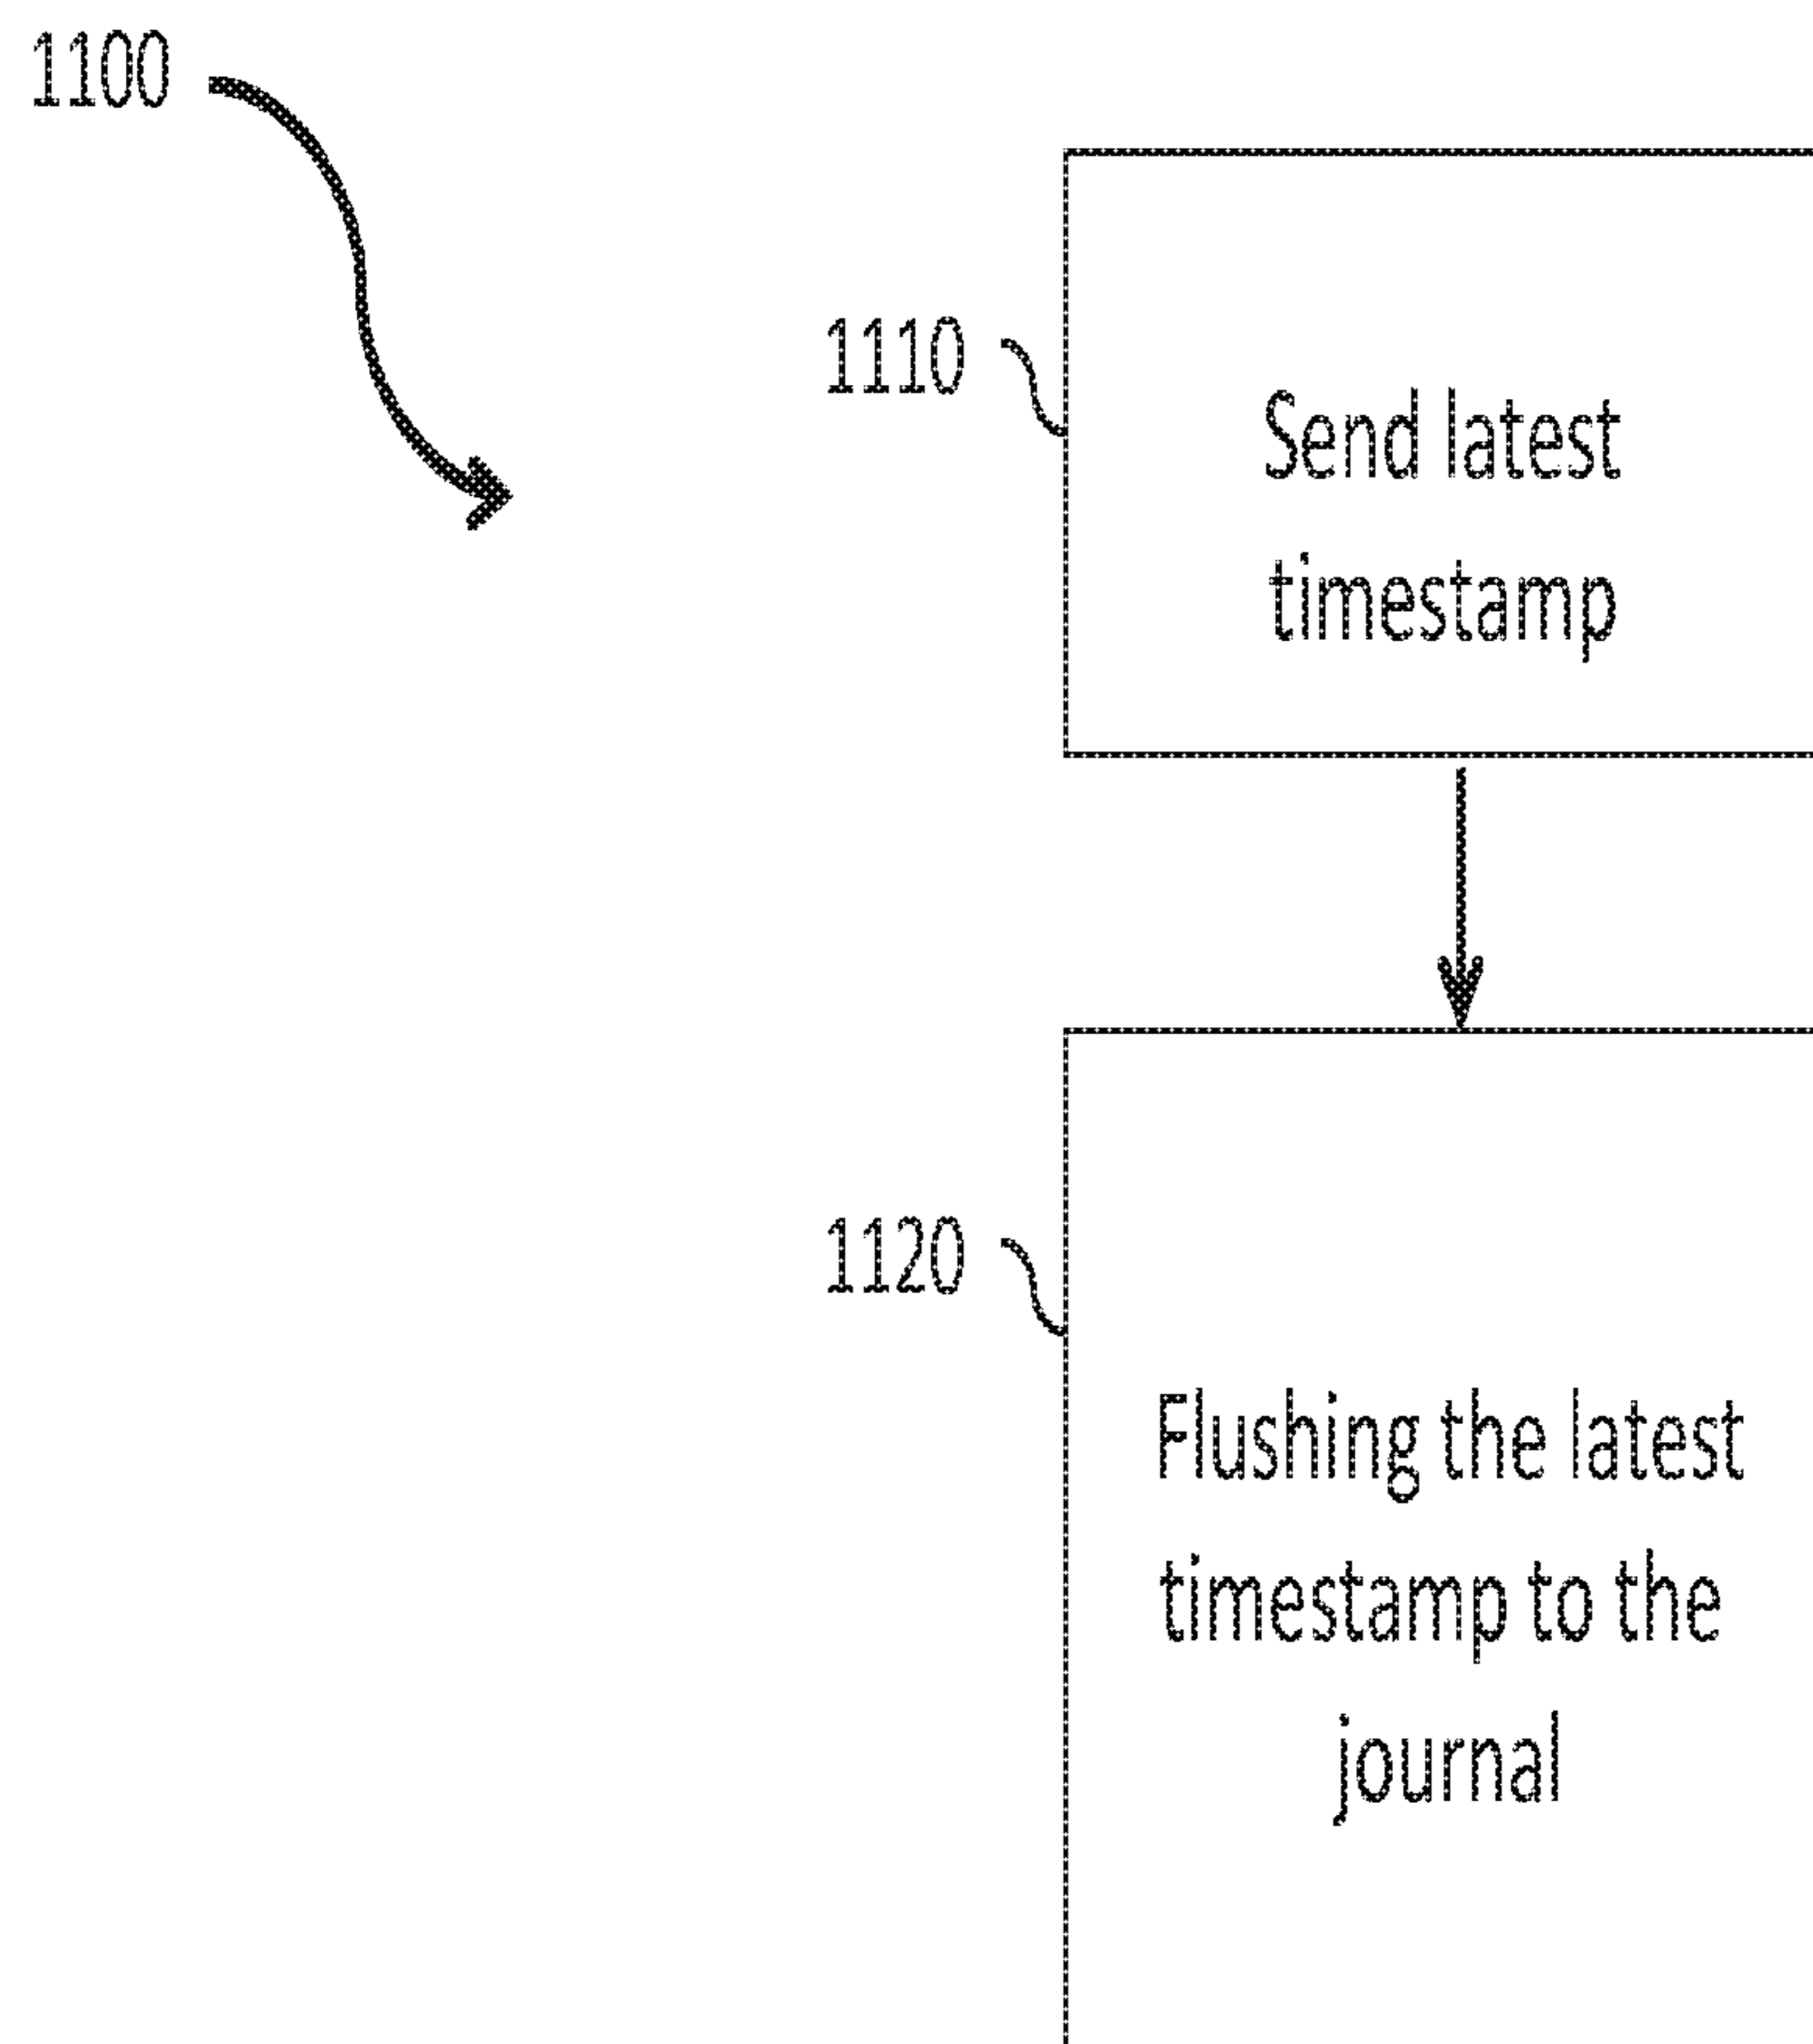 1100
1110
Send latest
timestamp
1120
Flushing the latest
timestamp to the
journal